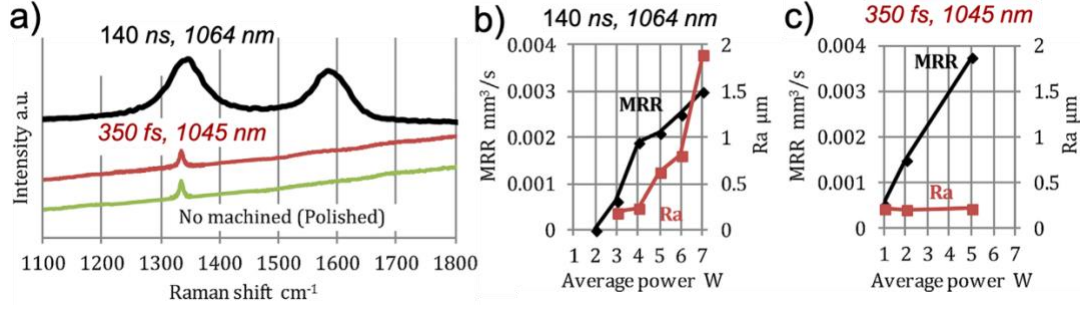 a)
140 ns, 1064 nm
350 fs, 1045 nm
No machined (Polished)
Intensity a.u.
1100 1200 1300 1400 1500 1600 1700 1800
Raman shift cm-1
b)
140 ns, 1064 nm
0.004
0.003
0.002
0.001
0
MRR mm³/s
MRR
Ra
2
1.5
1
0.5
0
Ra µm
1 2 3 4 5 6 7
Average power W
c)
350 fs, 1045 nm
0.004
0.003
0.002
0.001
0
MRR mm³/s
MRR
Ra
2
1.5
1
0.5
0
Ra µm
1 2 3 4 5 6 7
Average power W